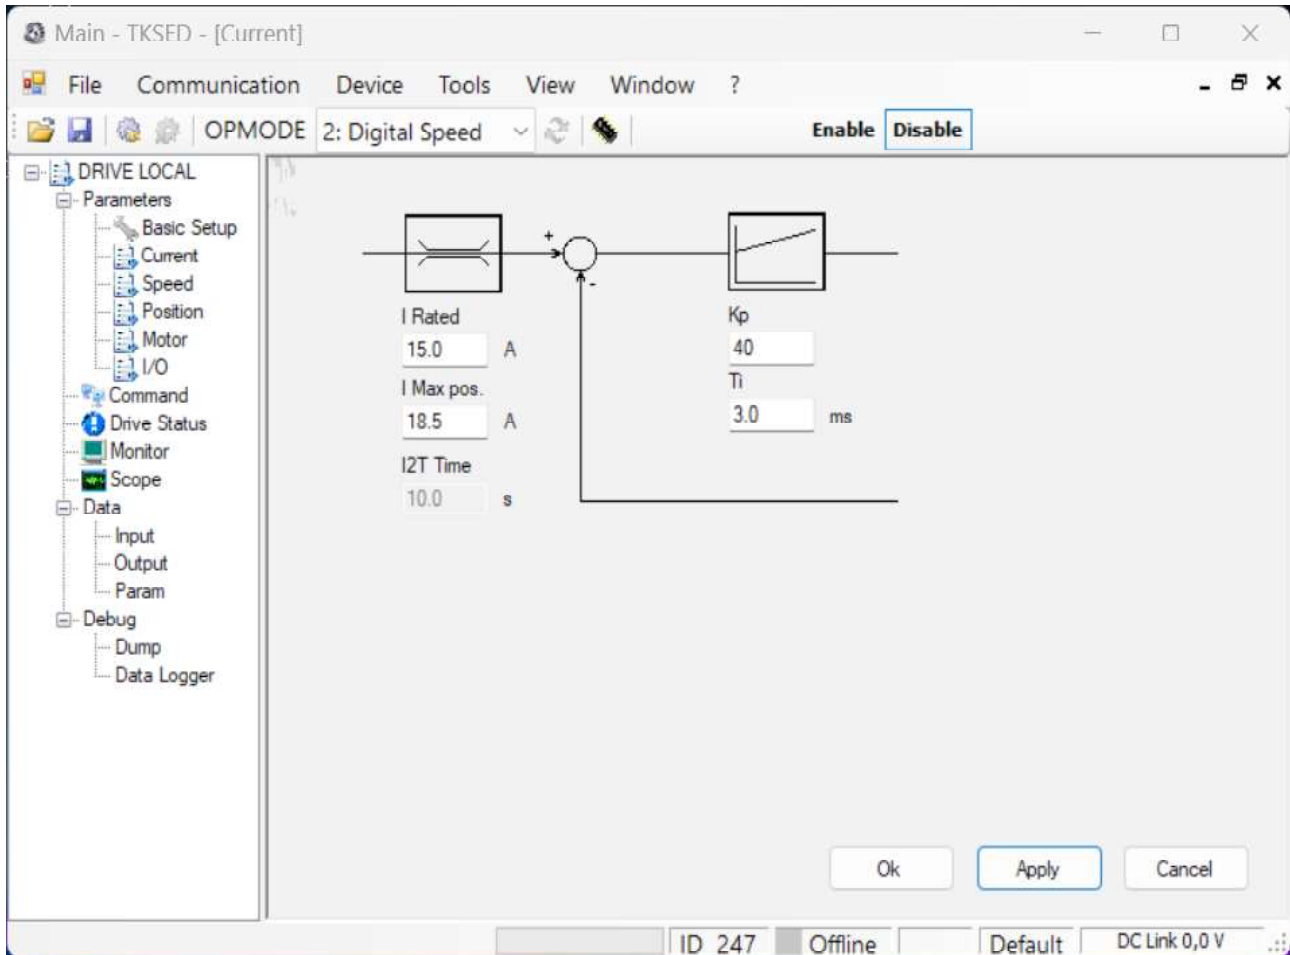 Main - TKSED - [Current]
File Communication Device Tools View Window ?
OPMODE 2: Digital Speed Enable Disable
DRIVE LOCAL
Parameters
Basic Setup
Current
Speed
Position
Motor
I/O
Command
Drive Status
Monitor
Scope
Data
Input
Output
Param
Debug
Dump
Data Logger
+
-
I Rated
15.0 A
I Max pos.
18.5 A
I2T Time
10.0 s
Kp
40
Ti
3.0 ms
Ok Apply Cancel
ID 247 Offline Default DC Link 0,0 V